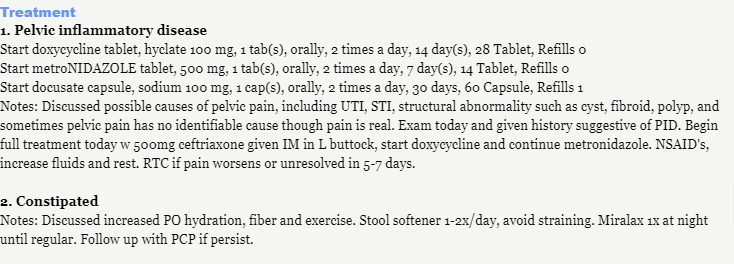 Treatment
1. Pelvic inflammatory disease
Start doxycycline tablet, hyclate 100 mg, 1 tab(s), orally, 2 times a day, 14 day(s), 28 Tablet, Refills 0
Start metroNIDAZOLE tablet, 500 mg, 1 tab(s), orally, 2 times a day, 7 day(s), 14 Tablet, Refills 0
Start docusate capsule, sodium 100 mg, 1 cap(s), orally, 2 times a day, 30 days, 60 Capsule, Refills 1
Notes: Discussed possible causes of pelvic pain, including UTI, STI, structural abnormality such as cyst, fibroid, polyp, and
sometimes pelvic pain has no identifiable cause though pain is real. Exam today and given history suggestive of PID. Begin
full treatment today w 500mg ceftriaxone given IM in L buttock, start doxycycline and continue metronidazole. NSAID's,
increase fluids and rest. RTC if pain worsens or unresolved in 5-7 days.
2. Constipated
Notes: Discussed increased PO hydration, fiber and exercise. Stool softener 1-2x/day, avoid straining. Miralax 1x at night
until regular. Follow up with PCP if persist.